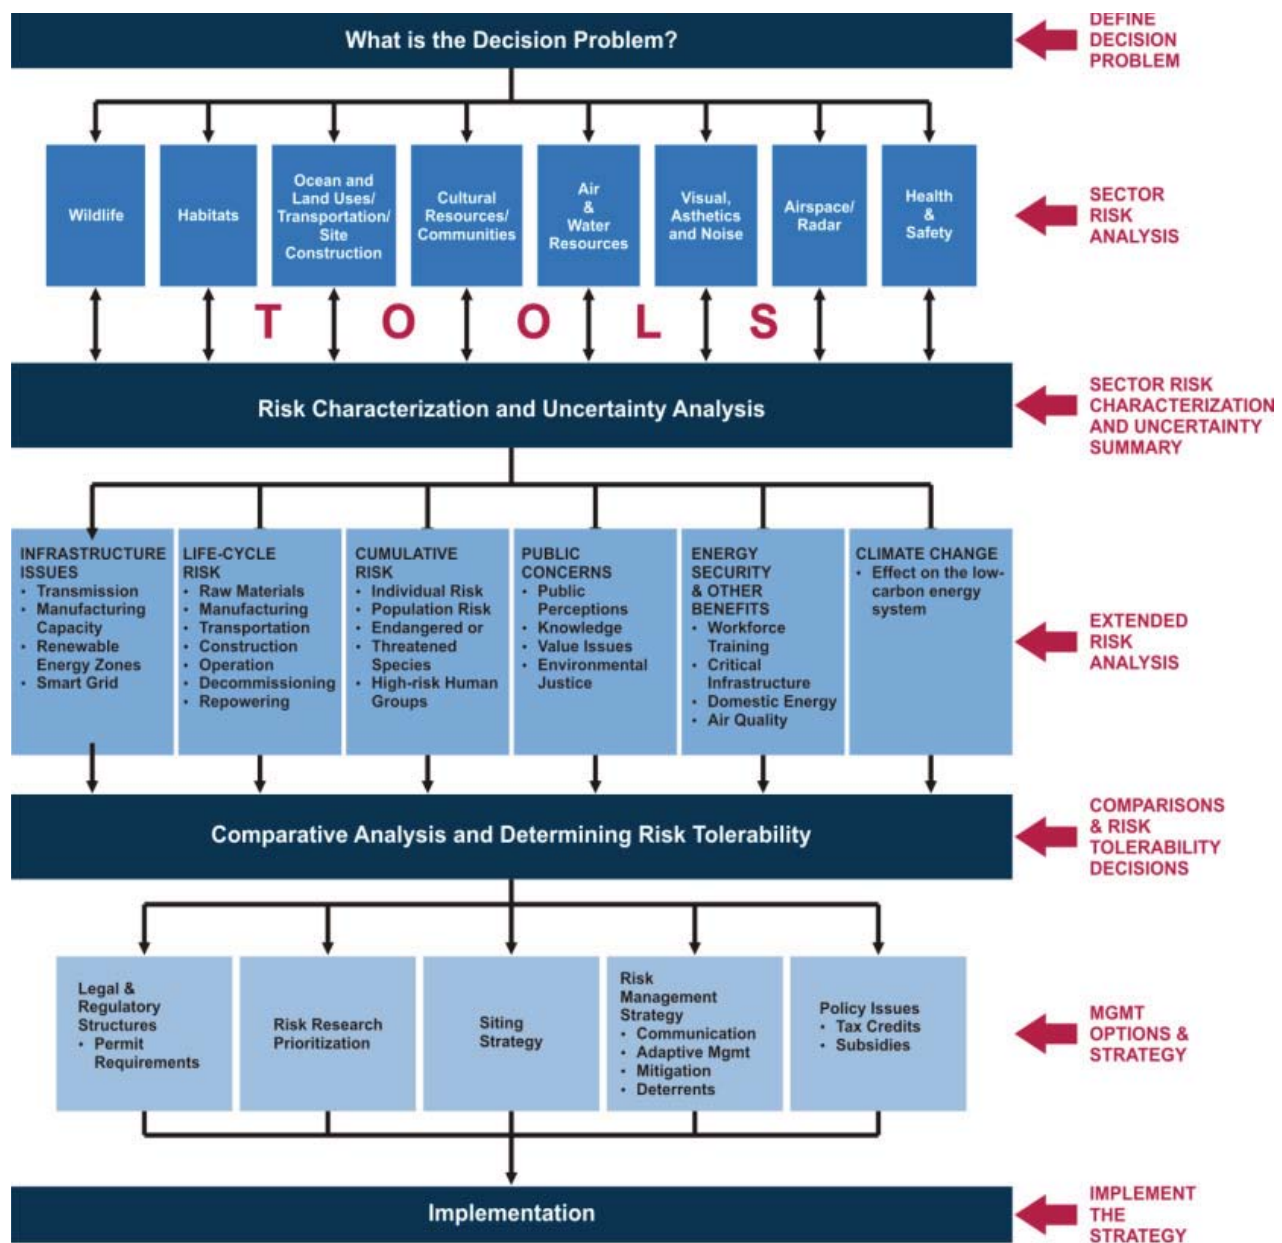 What is the Decision Problem?
DEFINE
DECISION
PROBLEM
Wildlife
Habitats
Ocean and
Land Uses/
Transportation/
Site
Construction
Cultural
Resources/
Communities
Air
&
Water
Resources
Visual,
Asthetics
and Noise
Airspace/
Radar
Health
&
Safety
SECTOR
RISK
ANALYSIS
T O O L S
Risk Characterization and Uncertainty Analysis
SECTOR RISK
CHARACTERIZATION
AND UNCERTAINTY
SUMMARY
INFRASTRUCTURE
ISSUES
• Transmission
• Manufacturing
Capacity
• Renewable
Energy Zones
• Smart Grid
LIFE-CYCLE
RISK
• Raw Materials
• Manufacturing
• Transportation
• Construction
• Operation
• Decommissioning
• Repowering
CUMULATIVE
RISK
• Individual Risk
• Population Risk
• Endangered or
• Threatened
Species
• High-risk Human
Groups
PUBLIC
CONCERNS
• Public
Perceptions
• Knowledge
• Value Issues
• Environmental
Justice
ENERGY
SECURITY
& OTHER
BENEFITS
• Workforce
Training
• Critical
Infrastructure
• Domestic Energy
• Air Quality
CLIMATE CHANGE
• Effect on the low-
carbon energy
system
EXTENDED
RISK
ANALYSIS
Comparative Analysis and Determining Risk Tolerability
COMPARISONS
& RISK
TOLERABILITY
DECISIONS
Legal &
Regulatory
Structures
• Permit
Requirements
Risk Research
Prioritization
Siting
Strategy
Risk
Management
Strategy
• Communication
• Adaptive Mgmt
• Mitigation
• Deterrents
Policy Issues
• Tax Credits
• Subsidies
MGMT
OPTIONS &
STRATEGY
Implementation
IMPLEMENT
THE
STRATEGY